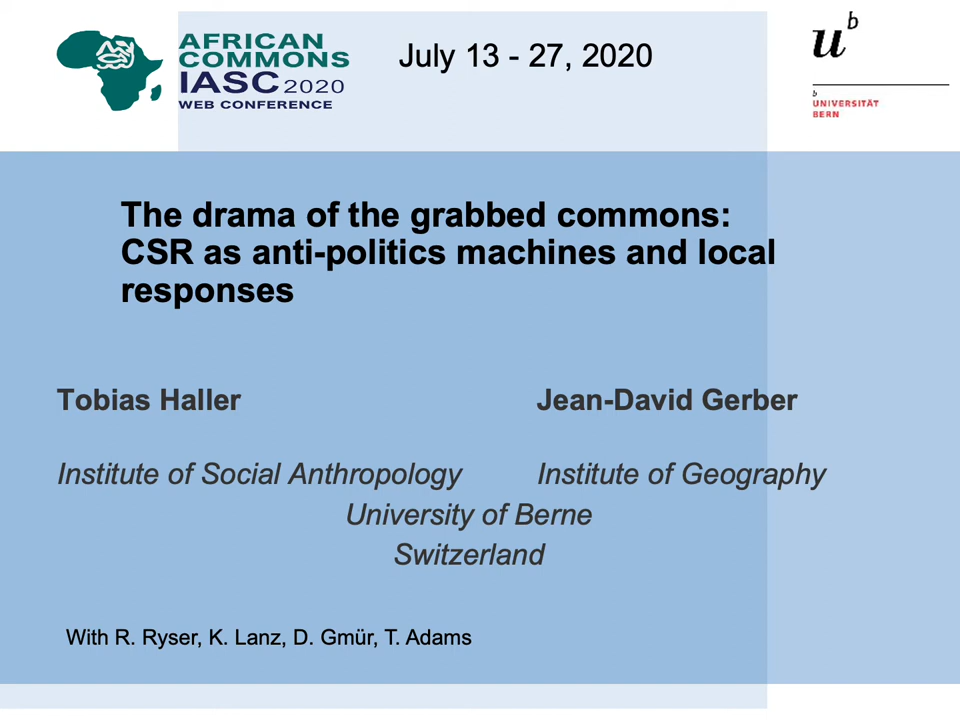 AFRICAN
COMMONS
IASC 2020
WEB CONFERENCE
July 13 - 27, 2020
u b
b
UNIVERSITÄT
BERN
The drama of the grabbed commons:
CSR as anti-politics machines and local
responses
Tobias Haller Jean-David Gerber
Institute of Social Anthropology Institute of Geography
University of Berne
Switzerland
With R. Ryser, K. Lanz, D. Gmür, T. Adams